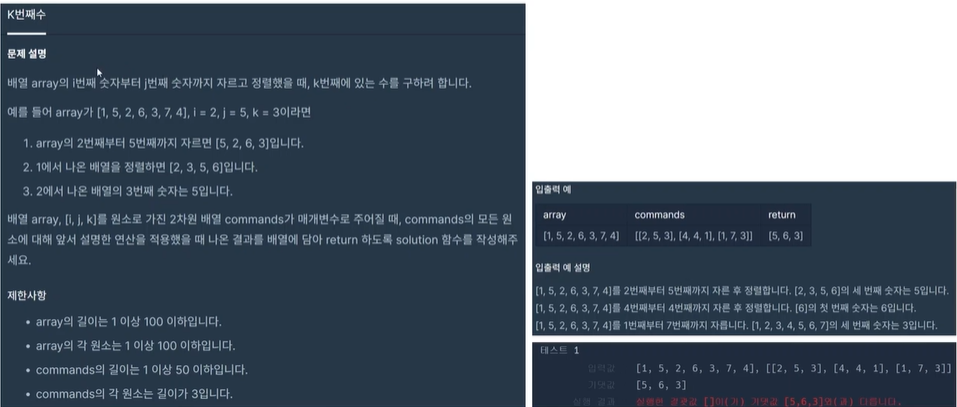 K번째수
문제 설명
배열 array의 i번째 숫자부터 j번째 숫자까지 자르고 정렬했을 때, k번째에 있는 수를 구하려 합니다.
예를 들어 array가 [1, 5, 2, 6, 3, 7, 4], i = 2, j = 5, k = 3이라면
1. array의 2번째부터 5번째까지 자르면 [5, 2, 6, 3]입니다.
2. 1에서 나온 배열을 정렬하면 [2, 3, 5, 6]입니다.
3. 2에서 나온 배열의 3번째 숫자는 5입니다.
배열 array, [i, j, k]를 원소로 가진 2차원 배열 commands가 매개변수로 주어질 때, commands의 모든 원
소에 대해 앞서 설명한 연산을 적용했을 때 나온 결과를 배열에 담아 return 하도록 solution 함수를 작성해주
세요.
제한사항
• array의 길이는 1 이상 100 이하입니다.
• array의 각 원소는 1 이상 100 이하입니다.
• commands의 길이는 1 이상 50 이하입니다.
• commands의 각 원소는 길이가 3입니다.
입출력 예
array commands return
[1, 5, 2, 6, 3, 7, 4] [[2, 5, 3], [4, 4, 1], [1, 7, 3]] [5, 6, 3]
입출력 예 설명
[1, 5, 2, 6, 3, 7, 4]를 2번째부터 5번째까지 자른 후 정렬합니다. [2, 3, 5, 6]의 세 번째 숫자는 5입니다.
[1, 5, 2, 6, 3, 7, 4]를 4번째부터 4번째까지 자른 후 정렬합니다. [6]의 첫 번째 숫자는 6입니다.
[1, 5, 2, 6, 3, 7, 4]를 1번째부터 7번째까지 자릅니다. [1, 2, 3, 4, 5, 6, 7]의 세 번째 숫자는 3입니다.
테스트 1
입력값 [1, 5, 2, 6, 3, 7, 4], [[2, 5, 3], [4, 4, 1], [1, 7, 3]]
기댓값 [5, 6, 3]
실행 결과 실행한 결괏값 []이(가) 기댓값 [5,6,3]와(과) 다릅니다.